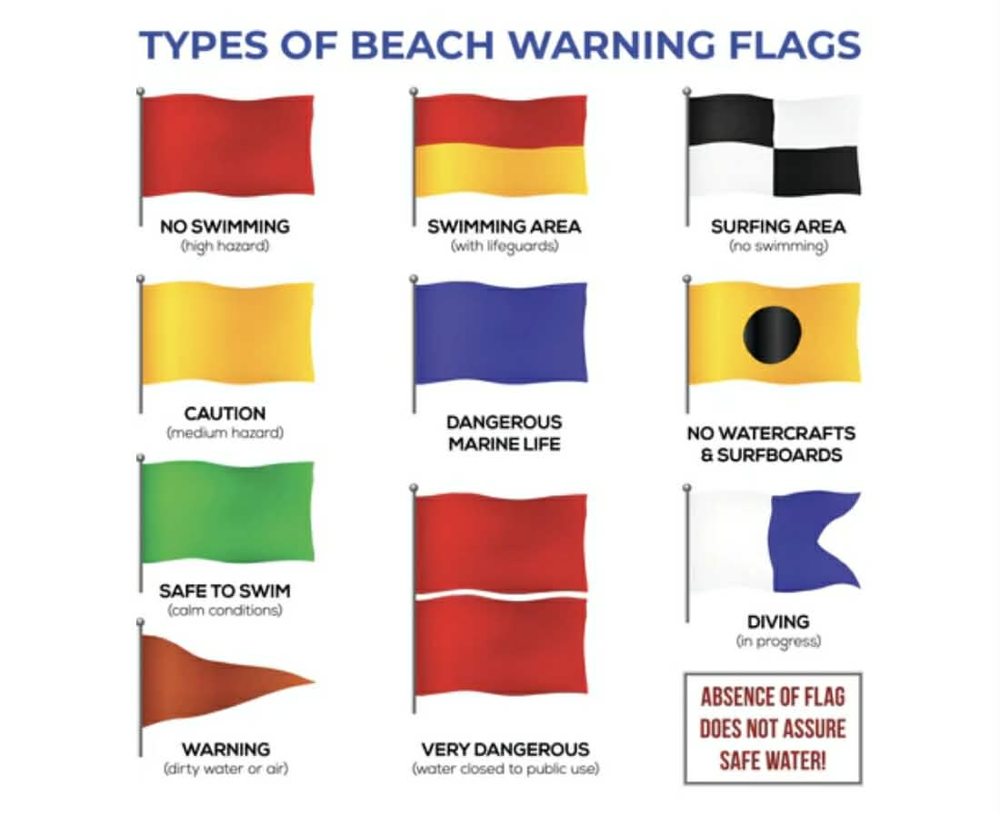 TYPES OF BEACH WARNING FLAGS
NO SWIMMING
(high hazard)
SWIMMING AREA
(with lifeguards)
SURFING AREA
(no swimming)
CAUTION
(medium hazard)
DANGEROUS
MARINE LIFE
NO WATERCRAFTS
& SURFBOARDS
SAFE TO SWIM
(calm conditions)
DIVING
(in progress)
WARNING
(dirty water or air)
VERY DANGEROUS
(water closed to public use)
ABSENCE OF FLAG
DOES NOT ASSURE
SAFE WATER!